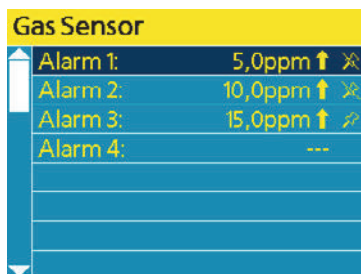 Gas Sensor
Alarm 1: 5,0ppm ⬆
Alarm 2: 10,0ppm ⬆
Alarm 3: 15,0ppm ⬆
Alarm 4: ---